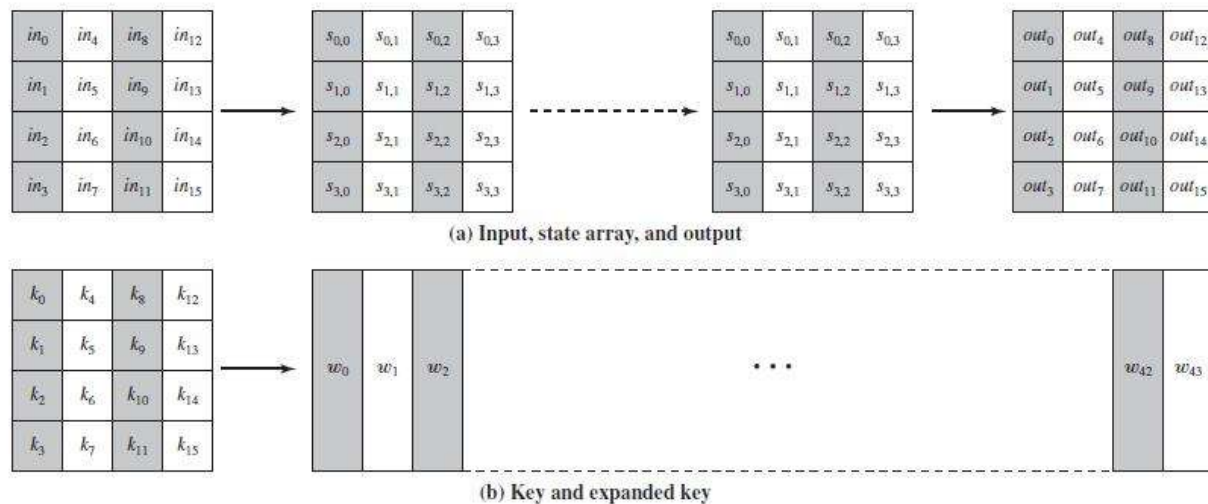 in₀ in₄ in₈ in₁₂ s₀,₀ s₀,₁ s₀,₂ s₀,₃ s₀,₀ s₀,₁ s₀,₂ s₀,₃ out₀ out₄ out₈ out₁₂
in₁ in₅ in₉ in₁₃ s₁,₀ s₁,₁ s₁,₂ s₁,₃ s₁,₀ s₁,₁ s₁,₂ s₁,₃ out₁ out₅ out₉ out₁₃
in₂ in₆ in₁₀ in₁₄ s₂,₀ s₂,₁ s₂,₂ s₂,₃ s₂,₀ s₂,₁ s₂,₂ s₂,₃ out₂ out₆ out₁₀ out₁₄
in₃ in₇ in₁₁ in₁₅ s₃,₀ s₃,₁ s₃,₂ s₃,₃ s₃,₀ s₃,₁ s₃,₂ s₃,₃ out₃ out₇ out₁₁ out₁₅
(a) Input, state array, and output
k₀ k₄ k₈ k₁₂
k₁ k₅ k₉ k₁₃
w₀ w₁ w₂ • • • w₄₂ w₄₃
k₂ k₆ k₁₀ k₁₄
k₃ k₇ k₁₁ k₁₅
(b) Key and expanded key